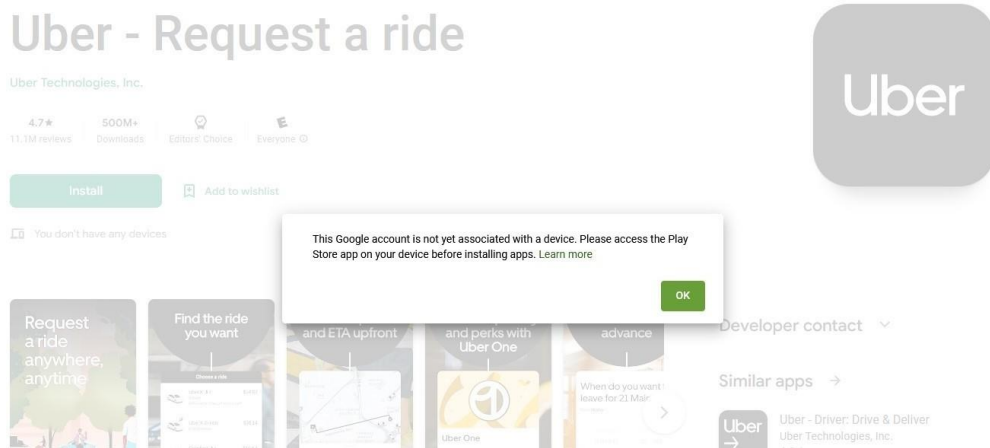 Uber - Request a ride
Uber Technologies, Inc.
4.7★ 500M+
11.1M reviews Downloads Editors' Choice Everyone
Install Add to wishlist
You don't have any devices
Uber
This Google account is not yet associated with a device. Please access the Play
Store app on your device before installing apps. Learn more
OK
Request
a ride
anywhere,
anytime
Find the ride
you want
Choose a ride
and ETA upfront
and perks with
Uber One
Uber One
advance
When do you want
leave for 21 Mair
Developer contact
Similar apps →
Uber
Uber - Driver: Drive & Deliver
Uber Technologies, Inc.